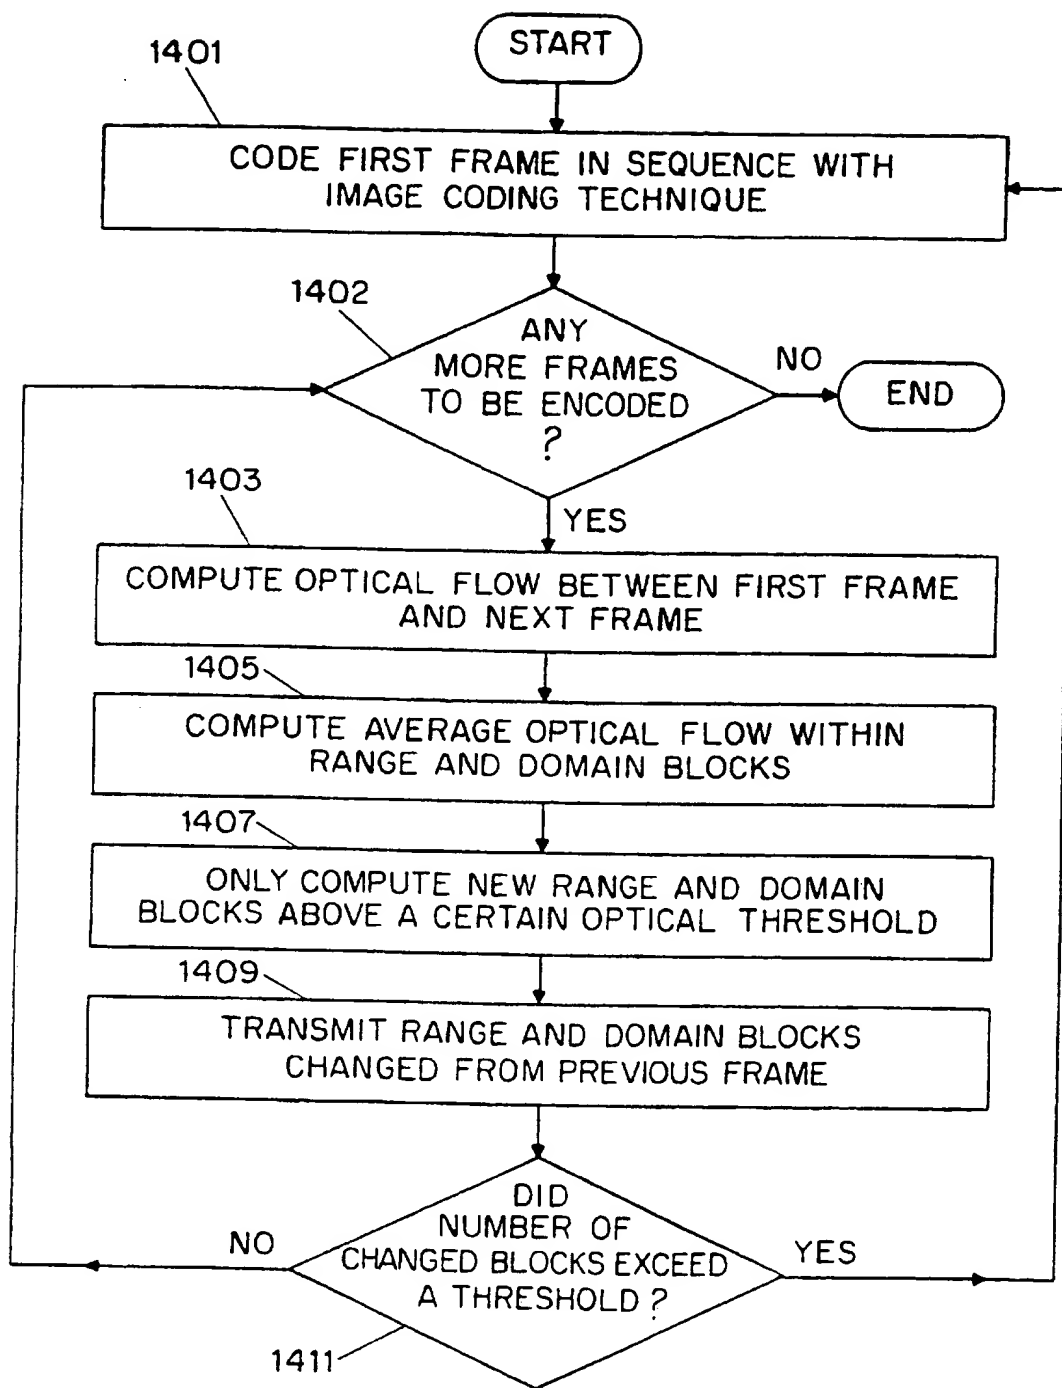 START
1401
CODE FIRST FRAME IN SEQUENCE WITH
IMAGE CODING TECHNIQUE
1402
ANY
MORE FRAMES
TO BE ENCODED
?
NO
END
YES
1403
COMPUTE OPTICAL FLOW BETWEEN FIRST FRAME
AND NEXT FRAME
1405
COMPUTE AVERAGE OPTICAL FLOW WITHIN
RANGE AND DOMAIN BLOCKS
1407
ONLY COMPUTE NEW RANGE AND DOMAIN
BLOCKS ABOVE A CERTAIN OPTICAL THRESHOLD
1409
TRANSMIT RANGE AND DOMAIN BLOCKS
CHANGED FROM PREVIOUS FRAME
DID
NUMBER OF
CHANGED BLOCKS EXCEED
A THRESHOLD?
NO
YES
1411